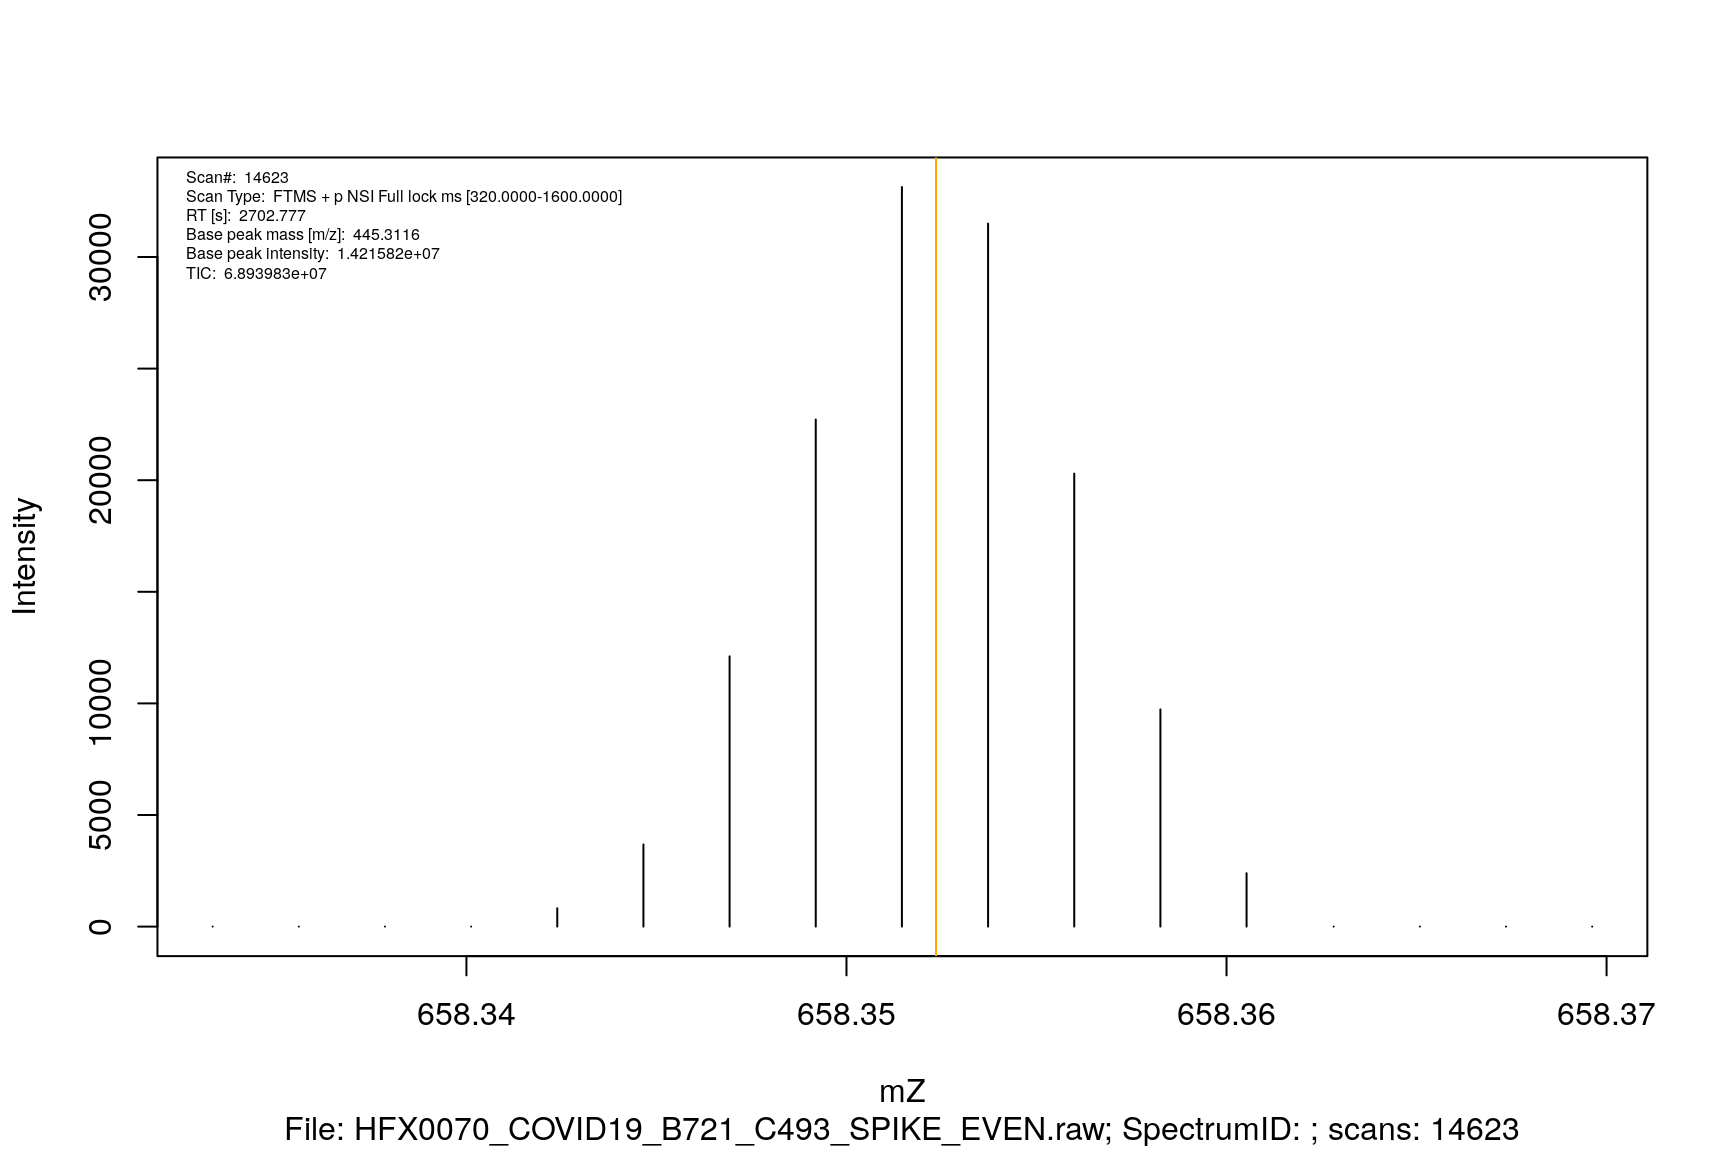 Scan#: 14623
Scan Type: FTMS + p NSI Full lock ms [320.0000-1600.0000]
RT [s]: 2702.777
Base peak mass [m/z]: 445.3116
Base peak intensity: 1.421582e+07
TIC: 6.893983e+07
30000
20000
10000
5000
0
Intensity
658.34 658.35 658.36 658.37
mZ
File: HFX0070_COVID19_B721_C493_SPIKE_EVEN.raw; SpectrumID: ; scans: 14623